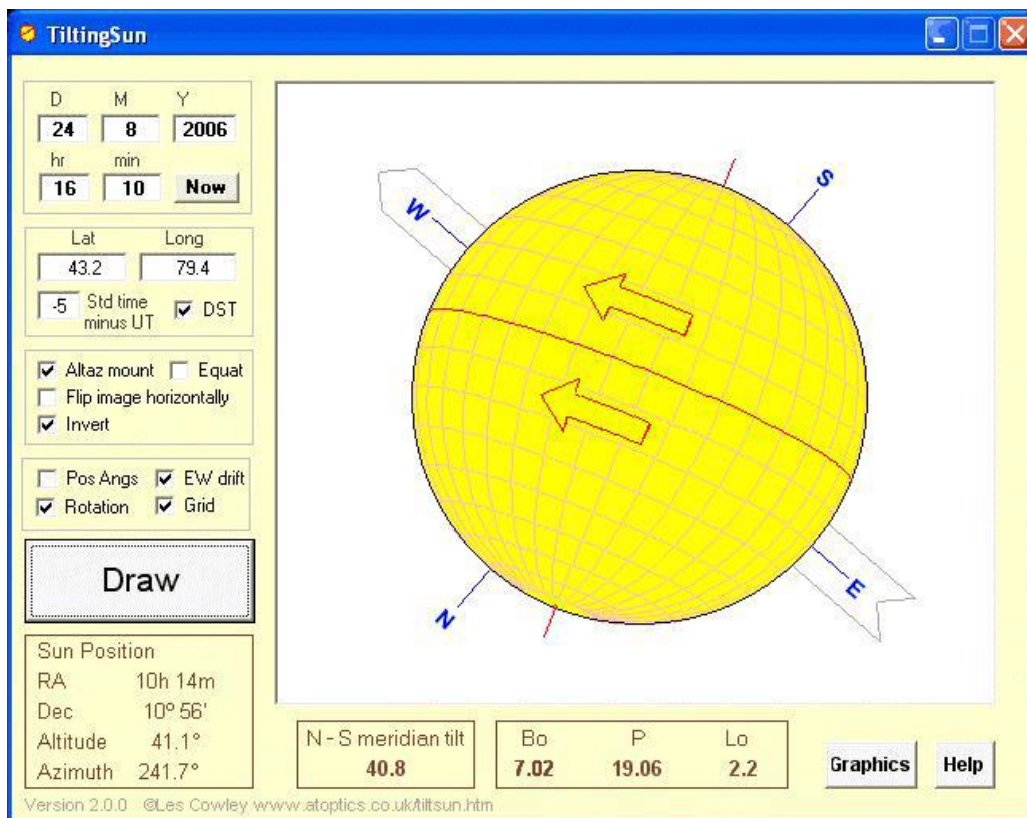 TiltingSun
D M Y
24 8 2006
hr min
16 10 Now
Lat Long
43.2 79.4
-5 Std time minus UT DST
Altaz mount Equat
Flip image horizontally
Invert
Pos Angs EW drift
Rotation Grid
Draw
Sun Position
RA 10h 14m
Dec 10º 56'
Altitude 41.1°
Azimuth 241.7°
W
S
N
E
N - S meridian tilt
40.8
Bo P Lo
7.02 19.06 2.2
Graphics Help
Version 2.0.0 ©Les Cowley www.atoptics.co.uk/tiltsun.htm